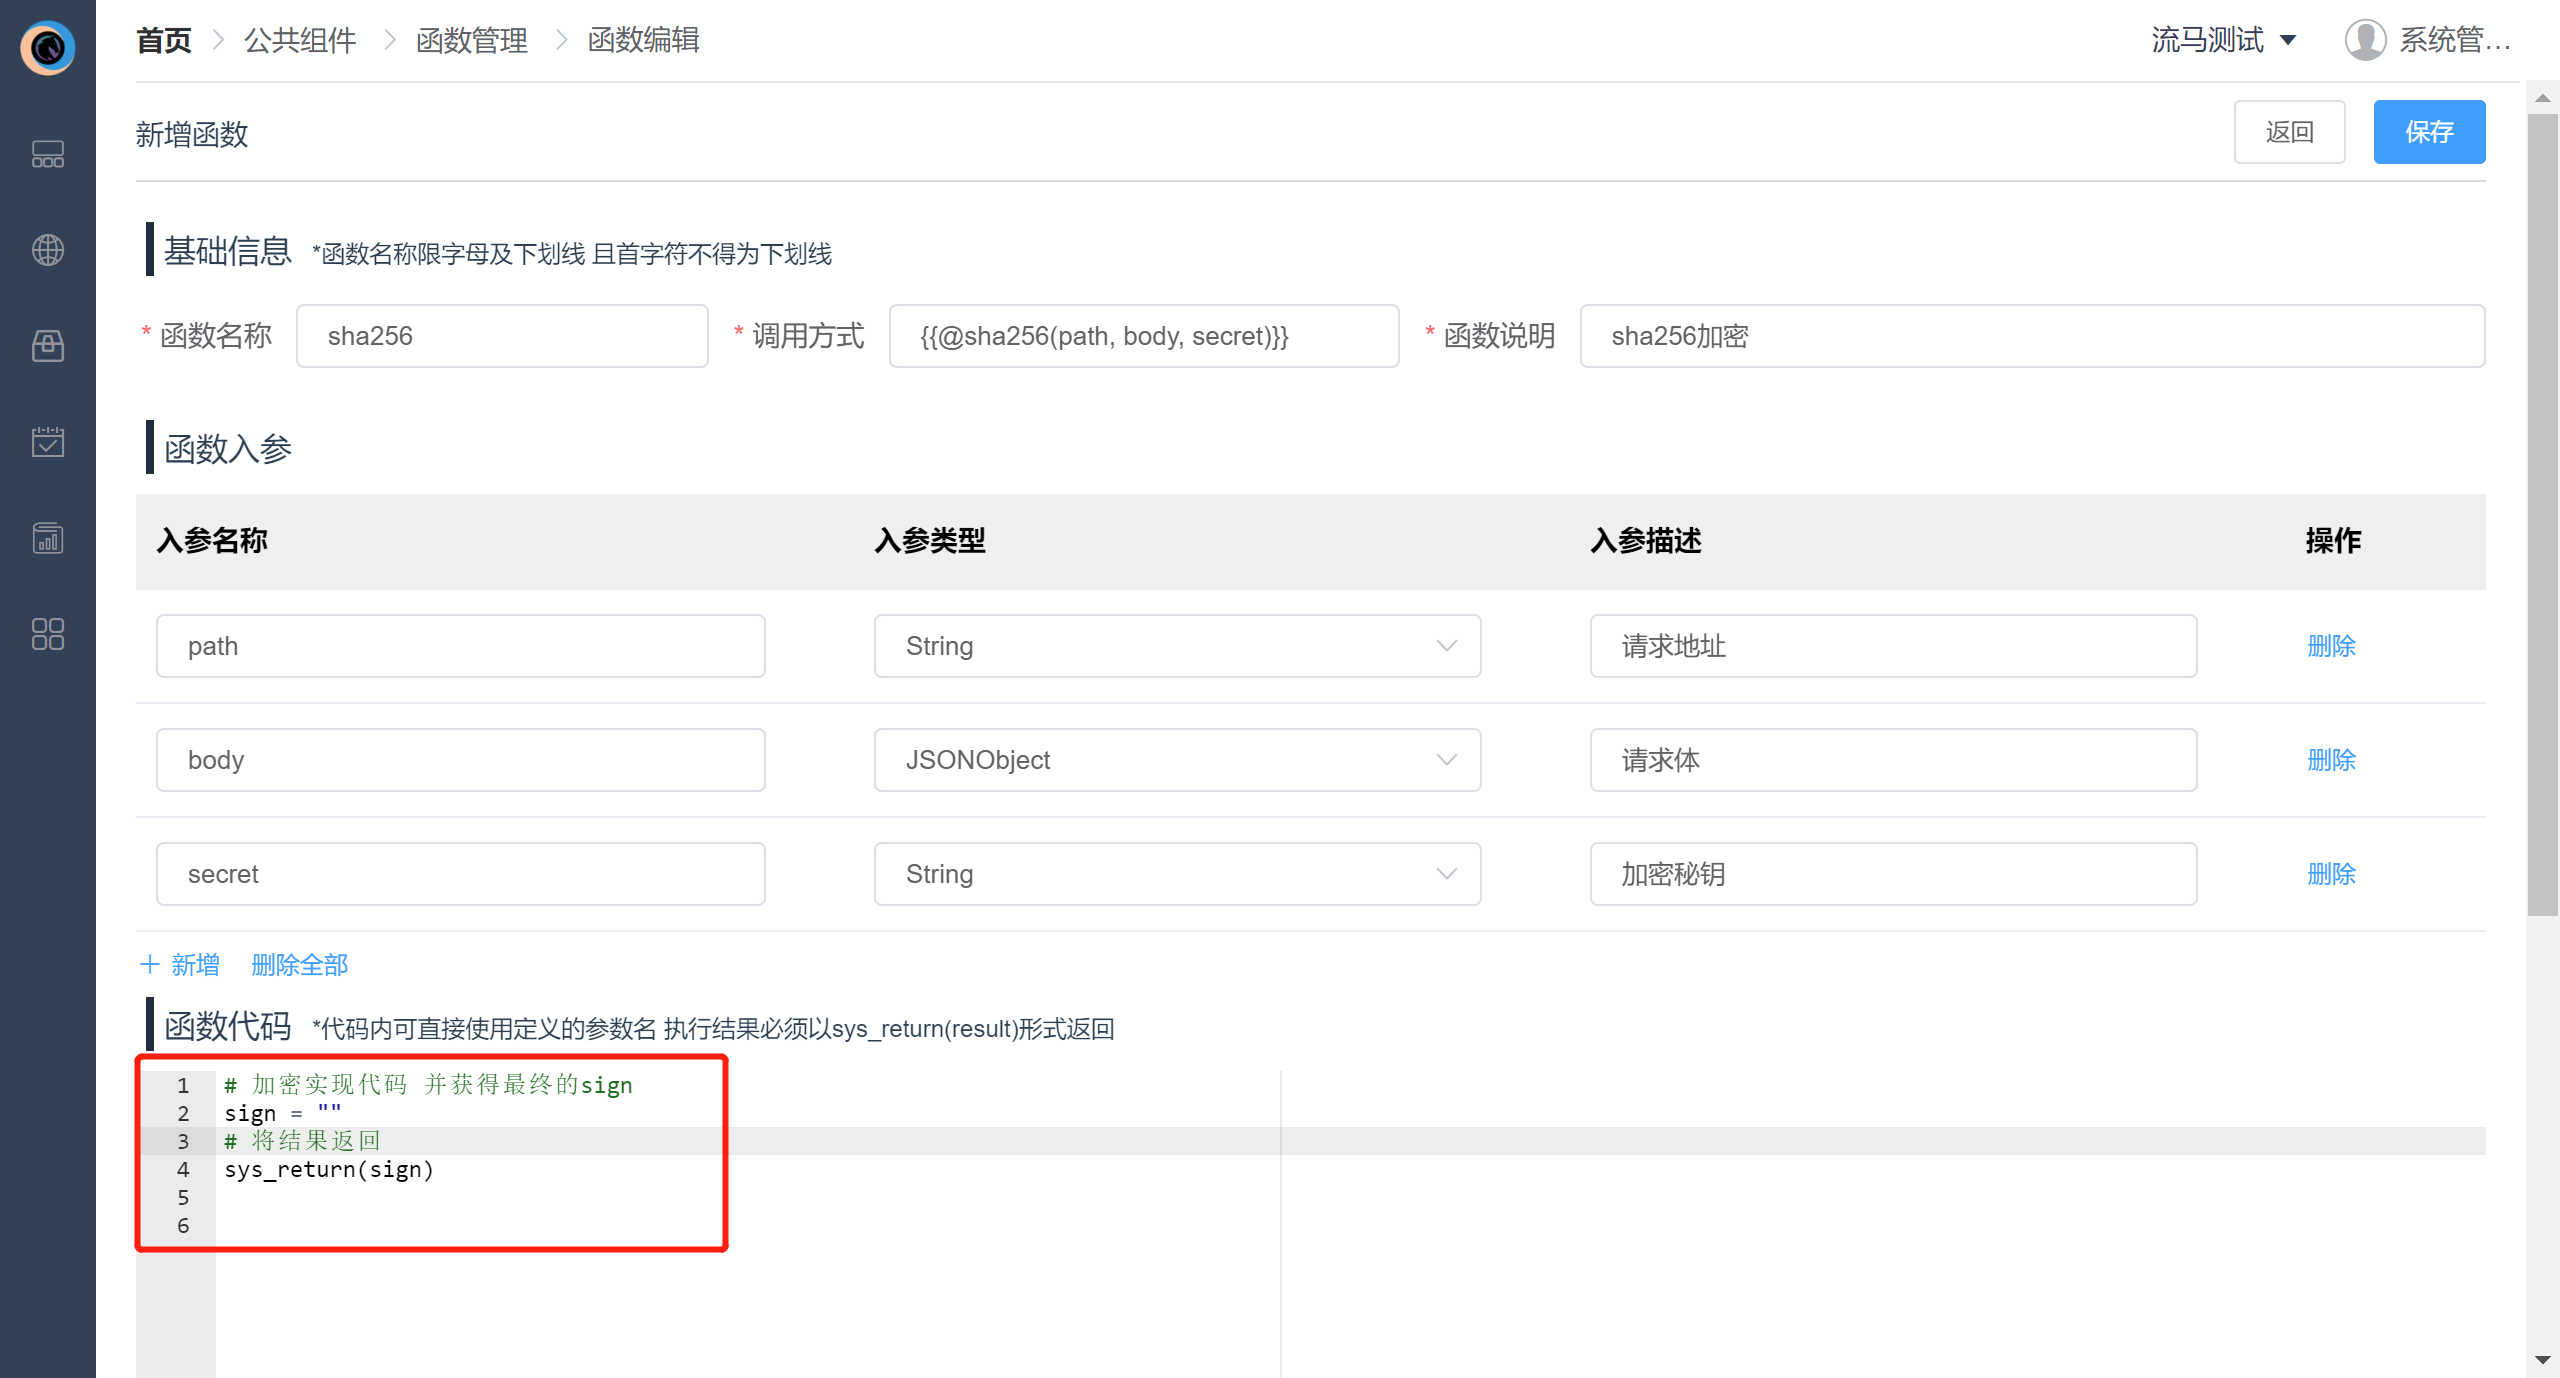 首页 公共组件 函数管理 函数编辑 流马测试 系统管...
新增函数 返回 保存
基础信息 *函数名称限字母及下划线 且首字符不得为下划线
* 函数名称 sha256 * 调用方式 {{@sha256(path, body, secret)}} * 函数说明 sha256加密
函数入参
入参名称 入参类型 入参描述 操作
path String 请求地址 删除
body JSONObject 请求体 删除
secret String 加密秘钥 删除
+ 新增 删除全部
函数代码 *代码内可直接使用定义的参数名 执行结果必须以sys_return(result)形式返回
1 # 加密实现代码 并获得最终的sign
2 sign = ""
3 # 将结果返回
4 sys_return(sign)
5
6